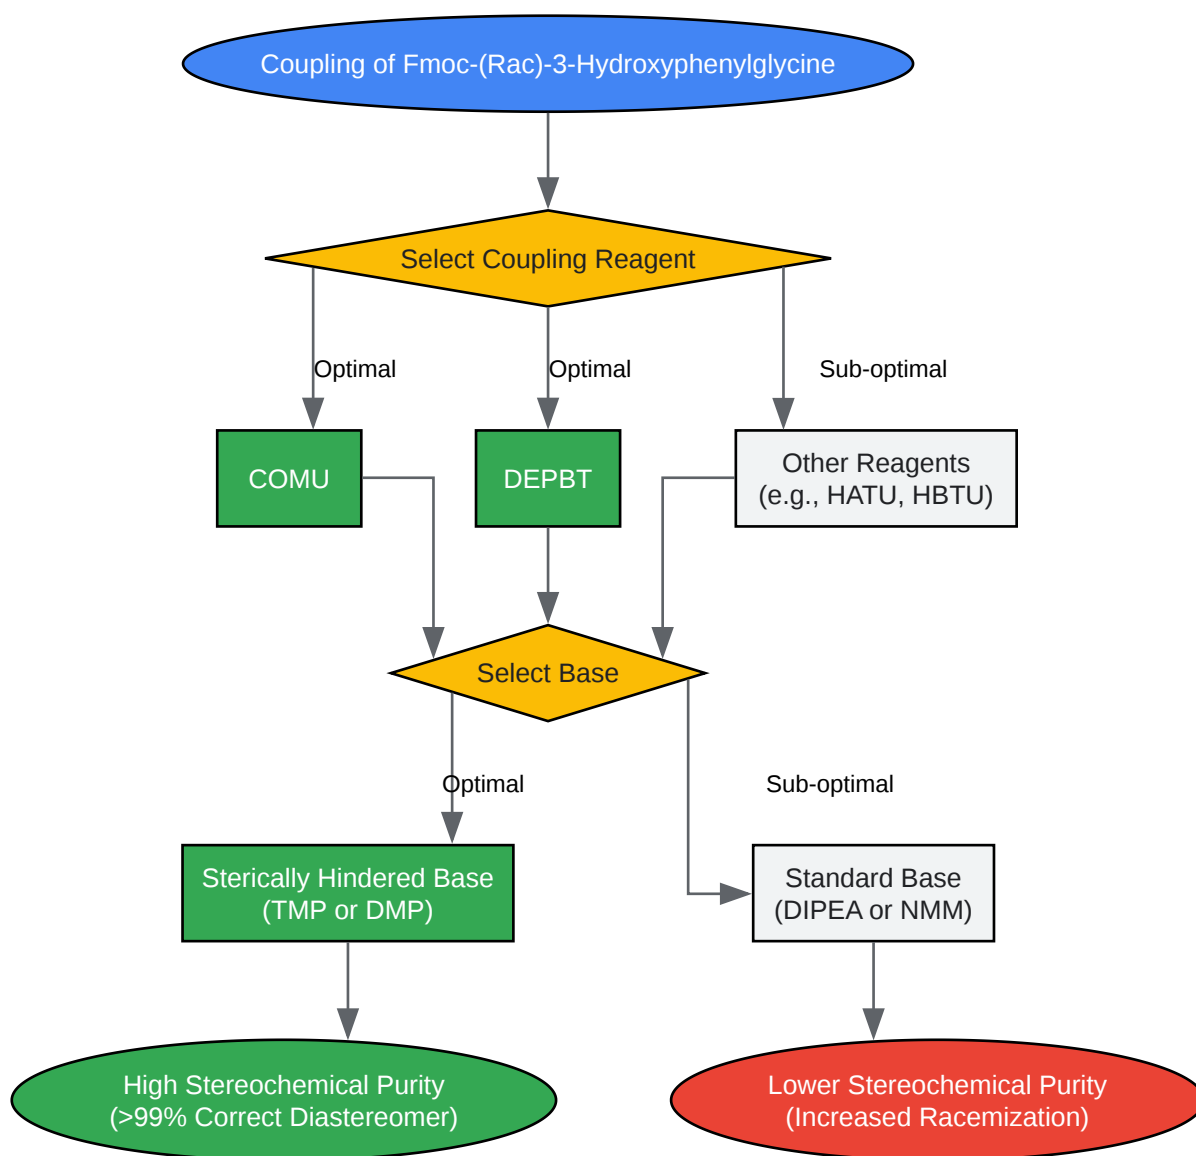 Coupling of Fmoc-(Rac)-3-Hydroxyphenylglycine
Select Coupling Reagent
Optimal
Optimal
Sub-optimal
COMU
DEPBT
Other Reagents
(e.g., HATU, HBTU)
Select Base
Optimal
Sub-optimal
Sterically Hindered Base
(TMP or DMP)
Standard Base
(DIPEA or NMM)
High Stereochemical Purity
(>99% Correct Diastereomer)
Lower Stereochemical Purity
(Increased Racemization)